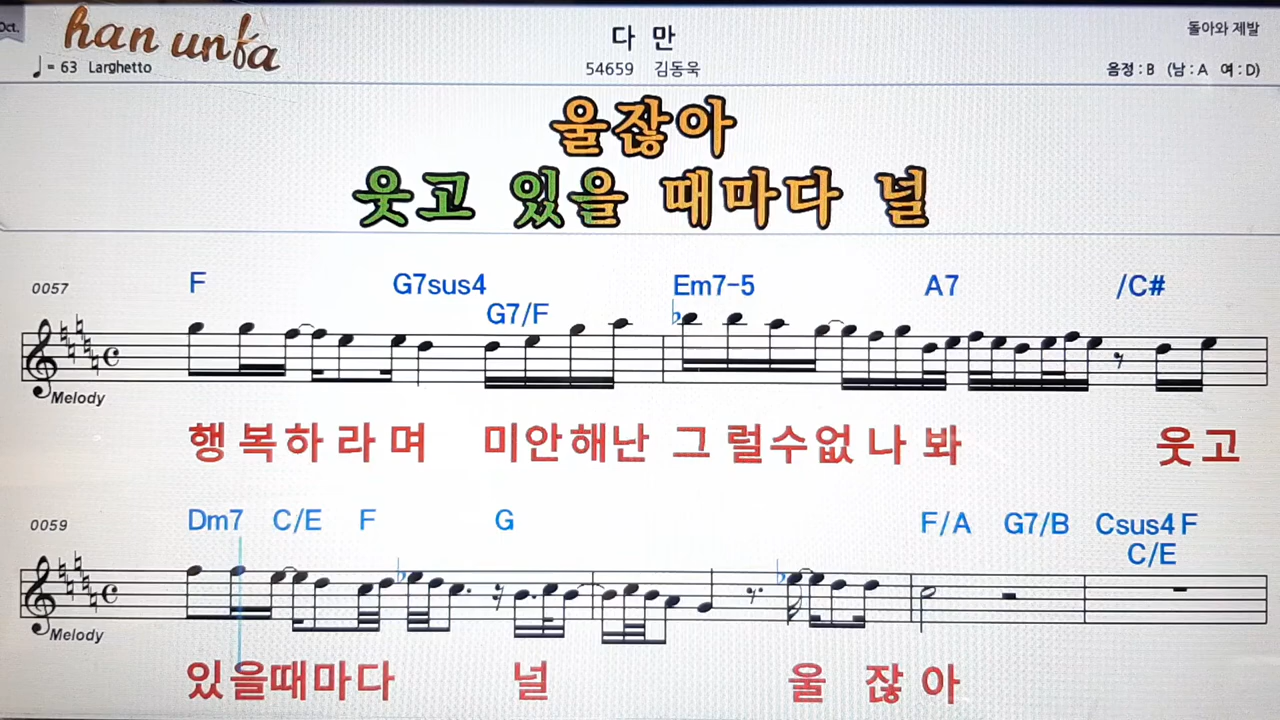 Oct.
han unfa
다 만
돌아와 제발
♩= 63 Larghetto
54659 김동욱
음정 : B (남 : A 여 : D)
울잖아
웃고 있을 때마다 널
0057
F G7sus4 G7/F Em7-5 A7 /C#
Melody
행 복 하 라 며 미안해난 그 럴수없 나 봐 웃고
0059
Dm7 C/E F G F/A G7/B Csus4 F C/E
Melody
있을때마다 널 울 잖 아